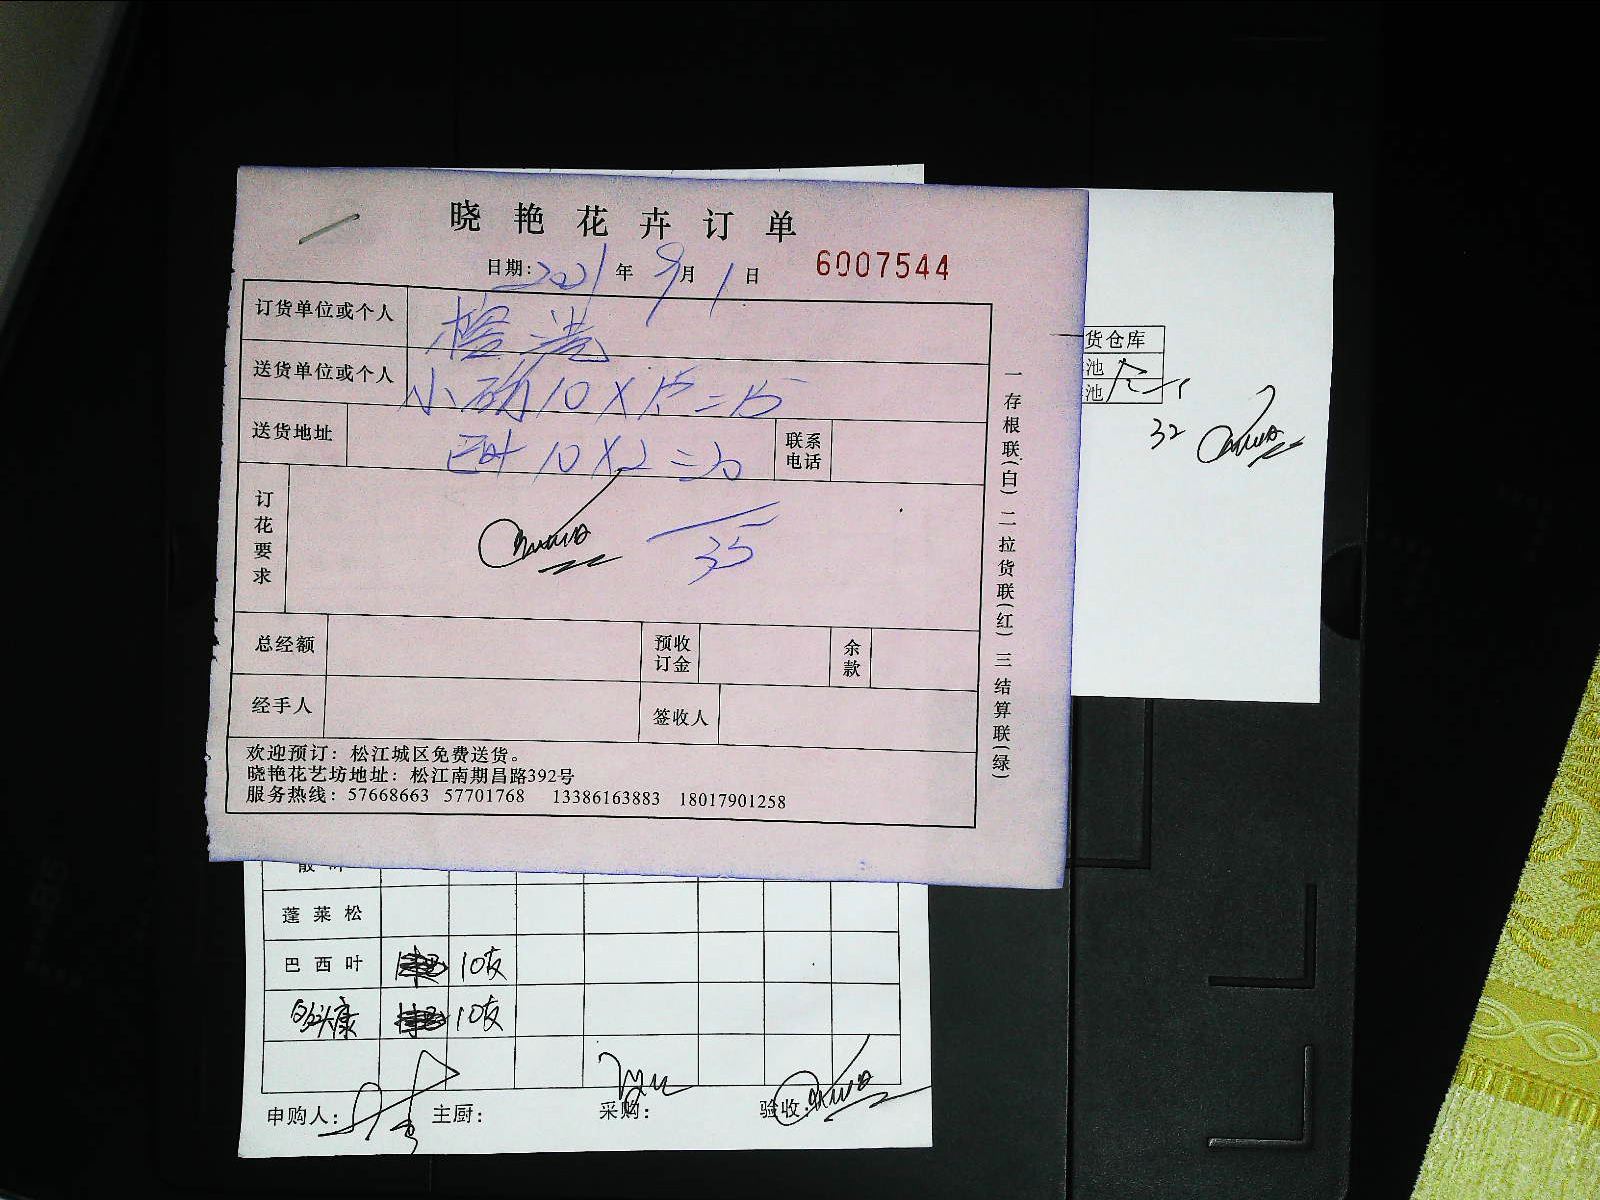 晓艳花卉订单
日期:2021年9月1日 6007544
订货单位或个人
送货单位或个人 10X
送货地址 10X2=20 联系电话
订花要求
35
总经额 预收订金 余款
经手人 签收人
欢迎预订：松江城区免费送货。
晓艳花艺坊地址：松江南期昌路392号
服务热线：57668663 57701768 13386163883 18017901258
一存根联(白)二拉货联(红)三结算联(绿)
货仓库
池
池
32
蓬莱松
巴西叶 10支
10支
申购人： 主厨： 采购： 验收：